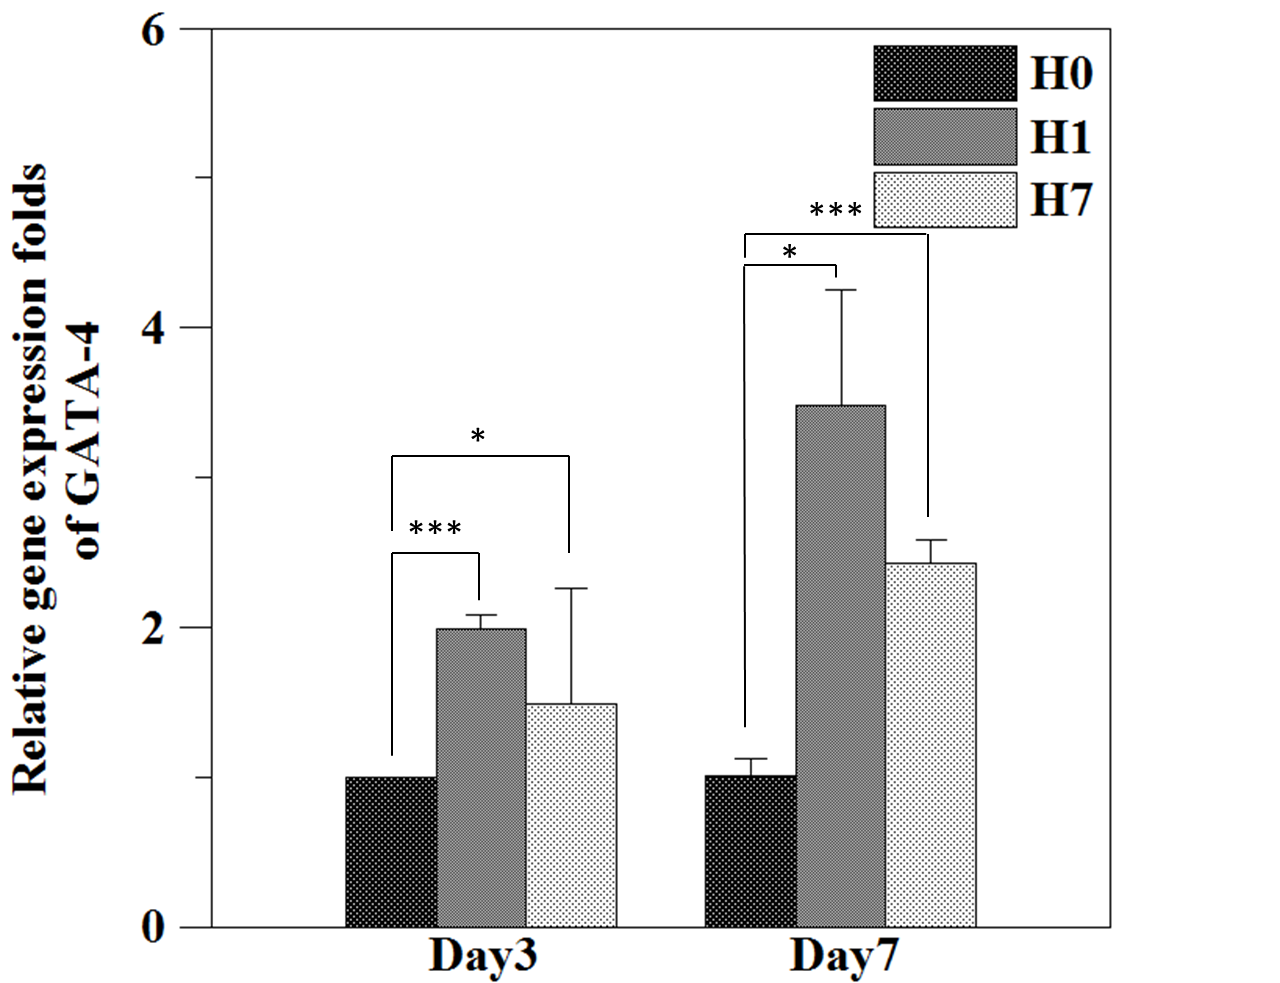 Relative gene expression folds
of GATA-4
6
4
2
0
H0
H1
H7
***
*
*
***
Day3
Day7